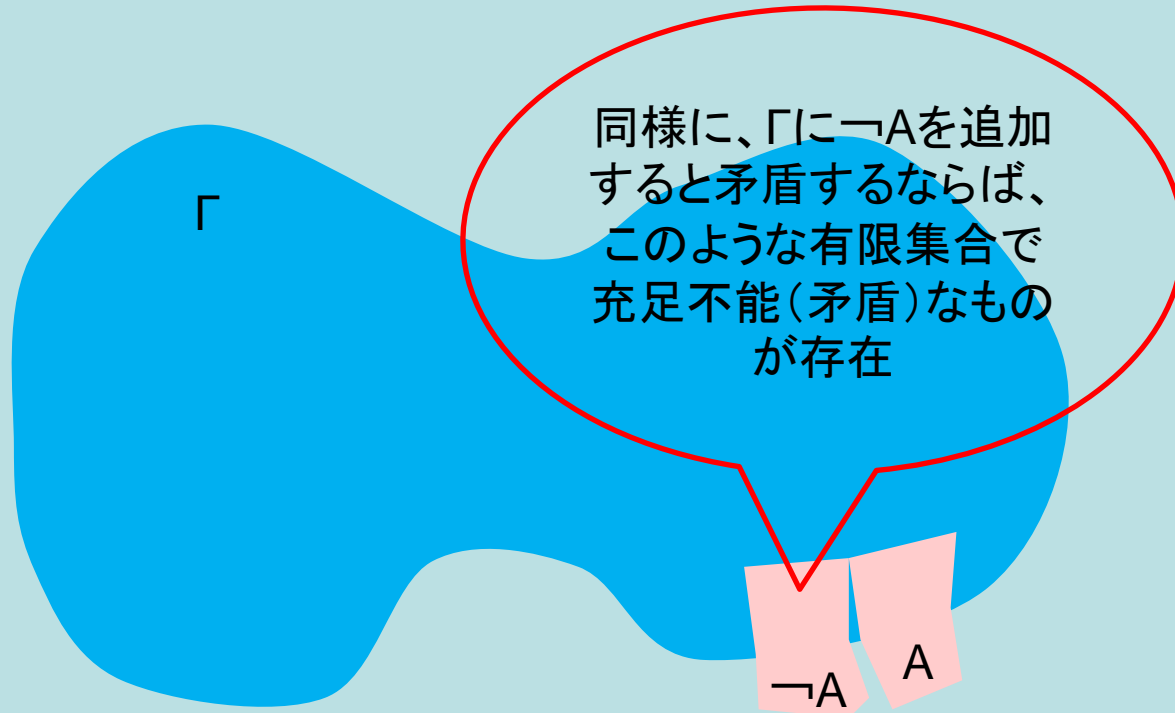 Γ
同様に、Γに￢Aを追加
すると矛盾するならば、
このような有限集合で
充足不能（矛盾）なもの
が存在
￢A
A